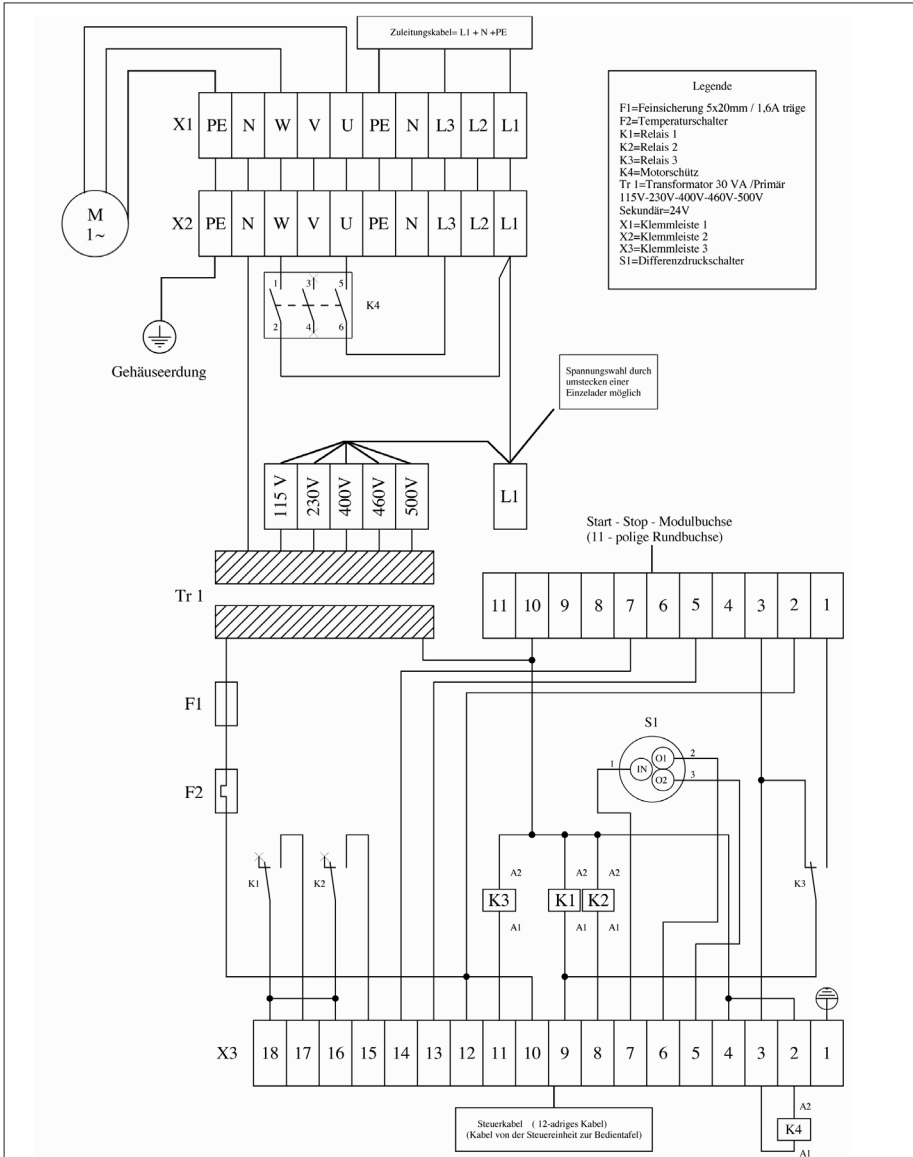 Zuleitungskabel= L1 + N +PE
X1 PE N W V U PE N L3 L2 L1
Legende
F1=Feinsicherung 5x20mm / 1,6A träge
F2=Temperaturschalter
K1=Relais 1
K2=Relais 2
K3=Relais 3
K4=Motorschütz
Tr 1=Transformator 30 VA /Primär
115V-230V-400V-460V-500V
Sekundär=24V
X1=Klemmleiste 1
X2=Klemmleiste 2
X3=Klemmleiste 3
S1=Differenzdruckschalter
M
1~
X2 PE N W V U PE N L3 L2 L1
1 3 5
K4
2 4 6
Gehäuseerdung
Spannungswahl durch
umstecken einer
Einzelader möglich
115 V 230V 400V 460V 500V
L1
Start - Stop - Modulbuchse
(11 - polige Rundbuchse)
Tr 1
11 10 9 8 7 6 5 4 3 2 1
F1
S1
1 IN O1 2
O2 3
F2
K1 K2
K3
A2 A2 A2
K3 K1 K2
A1 A1 A1
X3 18 17 16 15 14 13 12 11 10 9 8 7 6 5 4 3 2 1
Steuerkabel ( 12-adriges Kabel)
(Kabel von der Steuereinheit zur Bedientafel)
A2
K4
A1